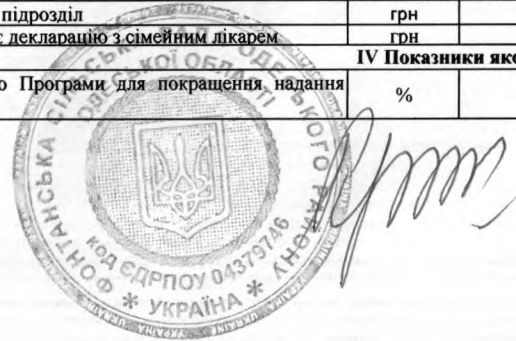 підрозділ грн
є декларацію з сімейним лікарем грн
IV Показники яко
о Програми для покращення надання %
ФОНТАНСЬКА СІЛЬСЬКА РАДА ОДЕСЬКОГО РАЙОНУ
ОДЕСЬКОЇ ОБЛАСТІ
КОД ЄДРПОУ 04379746
* УКРАЇНА *